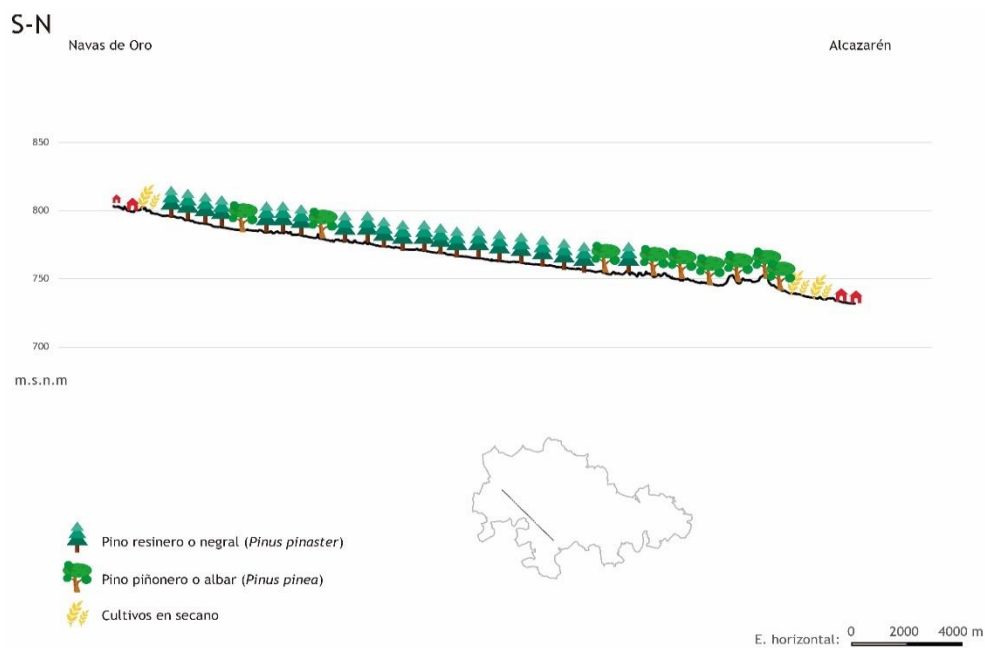 S-N
Navas de Oro
Alcazarén
850
800
750
700
m.s.n.m
Pino resinero o negral (Pinus pinaster)
Pino piñonero o albar (Pinus pinea)
Cultivos en secano
E. horizontal: 0 2000 4000 m